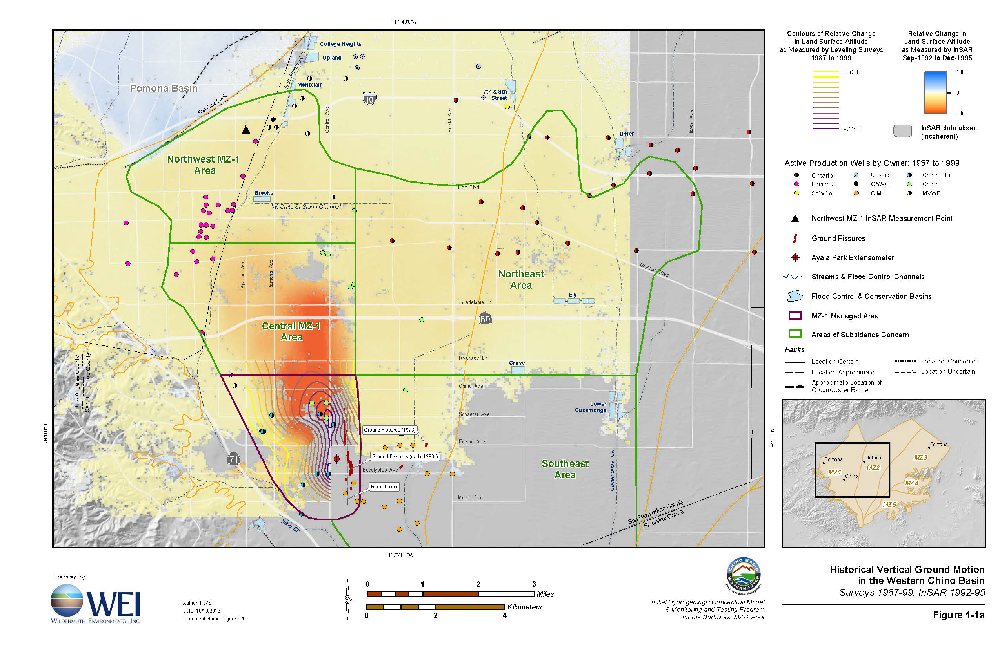 117°40'0"W
College Heights
Upland
San Antonio Ck
Montclair
Pomona Basin
San Jose Fault
10
7th & 8th
Street
Central Ave
Euclid Ave
Haven Ave
Turner
Northwest MZ-1
Area
Holt Blvd
Brooks
W. State St Storm Channel
Pipeline Ave
Ramona Ave
Northeast
Area
Mission Blvd
Ely
Philadelphia St
60
Central MZ-1
Area
Riverside Dr
Grove
Los Angeles County
San Bernardino County
Chino Ave
Lower
Cucamonga
Schaefer Ave
Ground Fissures (1973)
Edison Ave
34°0'0"N
34°0'0"N
71
Ground Fissures (early 1990s)
Eucalyptus Ave
Southeast
Area
Cucamonga Ck
Riley Barrier
Merrill Ave
Chino Ck
San Bernardino County
Riverside County
117°40'0"W
Contours of Relative Change
in Land Surface Altitude
as Measured by Leveling Surveys
1987 to 1999
0.0 ft
-2.2 ft
Relative Change in
Land Surface Altitude
as Measured by InSAR
Sep-1992 to Dec-1995
+1 ft
0
-1 ft
InSAR data absent
(incoherent)
Active Production Wells by Owner: 1987 to 1999
Ontario
Upland
Chino Hills
Pomona
GSWC
Chino
SAWCo
CIM
MVWD
Northwest MZ-1 InSAR Measurement Point
Ground Fissures
Ayala Park Extensometer
Streams & Flood Control Channels
Flood Control & Conservation Basins
MZ-1 Managed Area
Areas of Subsidence Concern
Faults
Location Certain
Location Concealed
Location Approximate
?
Location Uncertain
Approximate Location of
Groundwater Barrier
Fontana
Pomona
Ontario
MZ3
MZ1
MZ2
Chino
MZ4
MZ5
Prepared by:
WEI
WILDERMUTH ENVIRONMENTAL, INC.
Author: NWS
Date: 10/10/2016
Document Name: Figure 1-1a
N
0 1 2 3
Miles
Kilometers
0 2 4
CHINO BASIN
WATERMASTER
Partners in Basin Management
Initial Hydrogeologic Conceptual Model
& Monitoring and Testing Program
for the Northwest MZ-1 Area
Historical Vertical Ground Motion
in the Western Chino Basin
Surveys 1987-99, InSAR 1992-95
Figure 1-1a